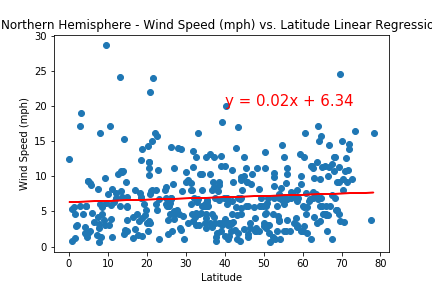 Northern Hemisphere - Wind Speed (mph) vs. Latitude Linear Regressio
30
25
20
15
10
5
0
Wind Speed (mph)
y = 0.02x + 6.34
0 10 20 30 40 50 60 70 80
Latitude